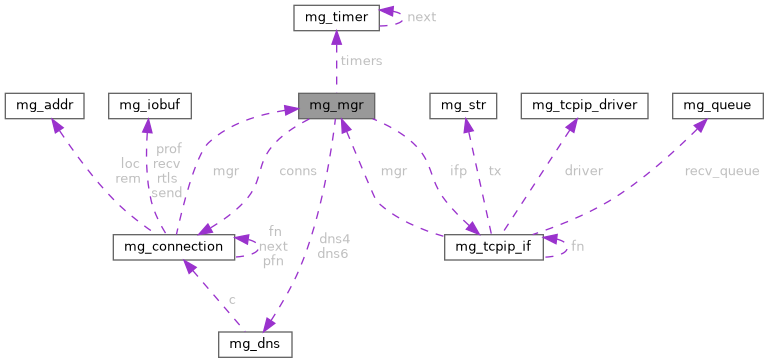 mg_timer
next
timers
mg_addr
mg_iobuf
mg_mgr
mg_str
mg_tcpip_driver
mg_queue
loc
rem
prof
recv
rtls
send
mgr
conns
mgr
ifp
tx
driver
recv_queue
mg_connection
fn
next
pfn
dns4
dns6
mg_tcpip_if
fn
c
mg_dns